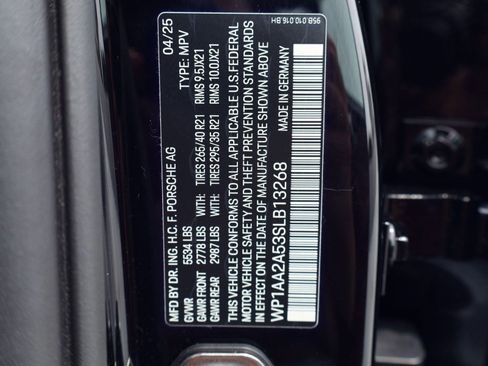 MFD BY DR. ING. H.C. F. PORSCHE AG 04/25
GVWR 5534 LBS TYPE: MPV
GAWR FRONT 2778 LBS WITH: TIRES 265/40 R21 RIMS 9.5JX21
GAWR REAR 2987 LBS WITH: TIRES 295/35 R21 RIMS 10.0JX21
THIS VEHICLE CONFORMS TO ALL APPLICABLE U.S. FEDERAL
MOTOR VEHICLE SAFETY AND THEFT PREVENTION STANDARDS
IN EFFECT ON THE DATE OF MANUFACTURE SHOWN ABOVE
WP1AA2A53SLB13268 MADE IN GERMANY
95B.010.016.BH